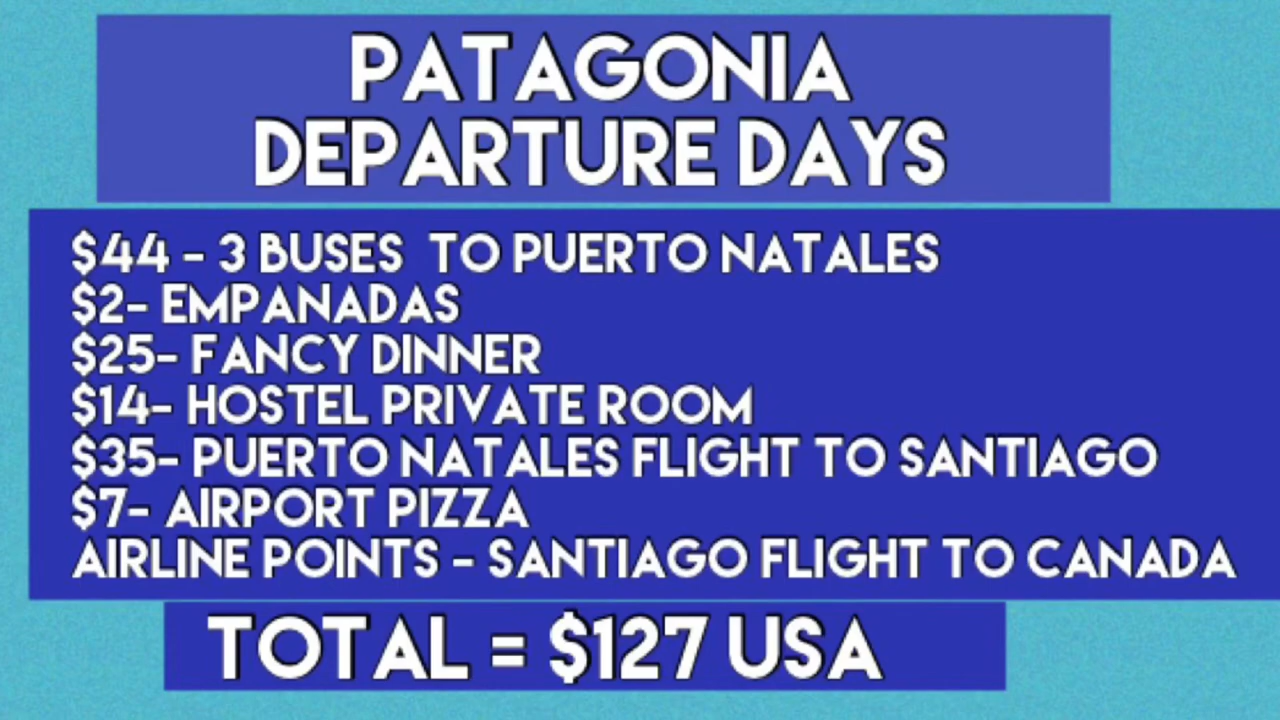 PATAGONIA
DEPARTURE DAYS
$44 - 3 BUSES TO PUERTO NATALES
$2- EMPANADAS
$25- FANCY DINNER
$14- HOSTEL PRIVATE ROOM
$35- PUERTO NATALES FLIGHT TO SANTIAGO
$7- AIRPORT PIZZA
AIRLINE POINTS - SANTIAGO FLIGHT TO CANADA
TOTAL = $127 USA